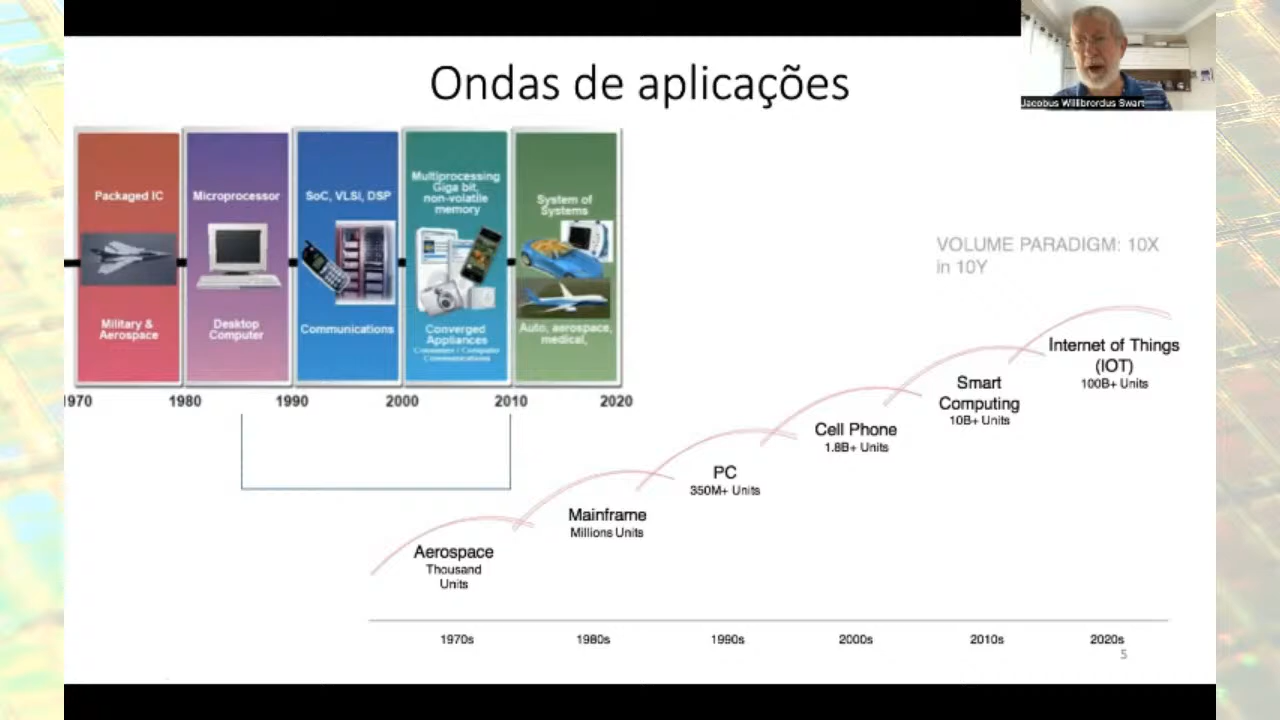 Ondas de aplicações
Jacobus Willibrordus Swart
Packaged IC
Military &
Aerospace
Microprocessor
Desktop
Computer
SoC, VLSI, DSP
Communications
Multiprocessing
Giga bit,
non-volatile
memory
Converged
Appliances
Consumer / Computer
Communications
System of
Systems
Auto, aerospace,
medical,
1970
1980
1990
2000
2010
2020
VOLUME PARADIGM: 10X
in 10Y
Internet of Things
(IOT)
100B+ Units
Smart
Computing
10B+ Units
Cell Phone
1.8B+ Units
PC
350M+ Units
Mainframe
Millions Units
Aerospace
Thousand
Units
1970s
1980s
1990s
2000s
2010s
2020s
5